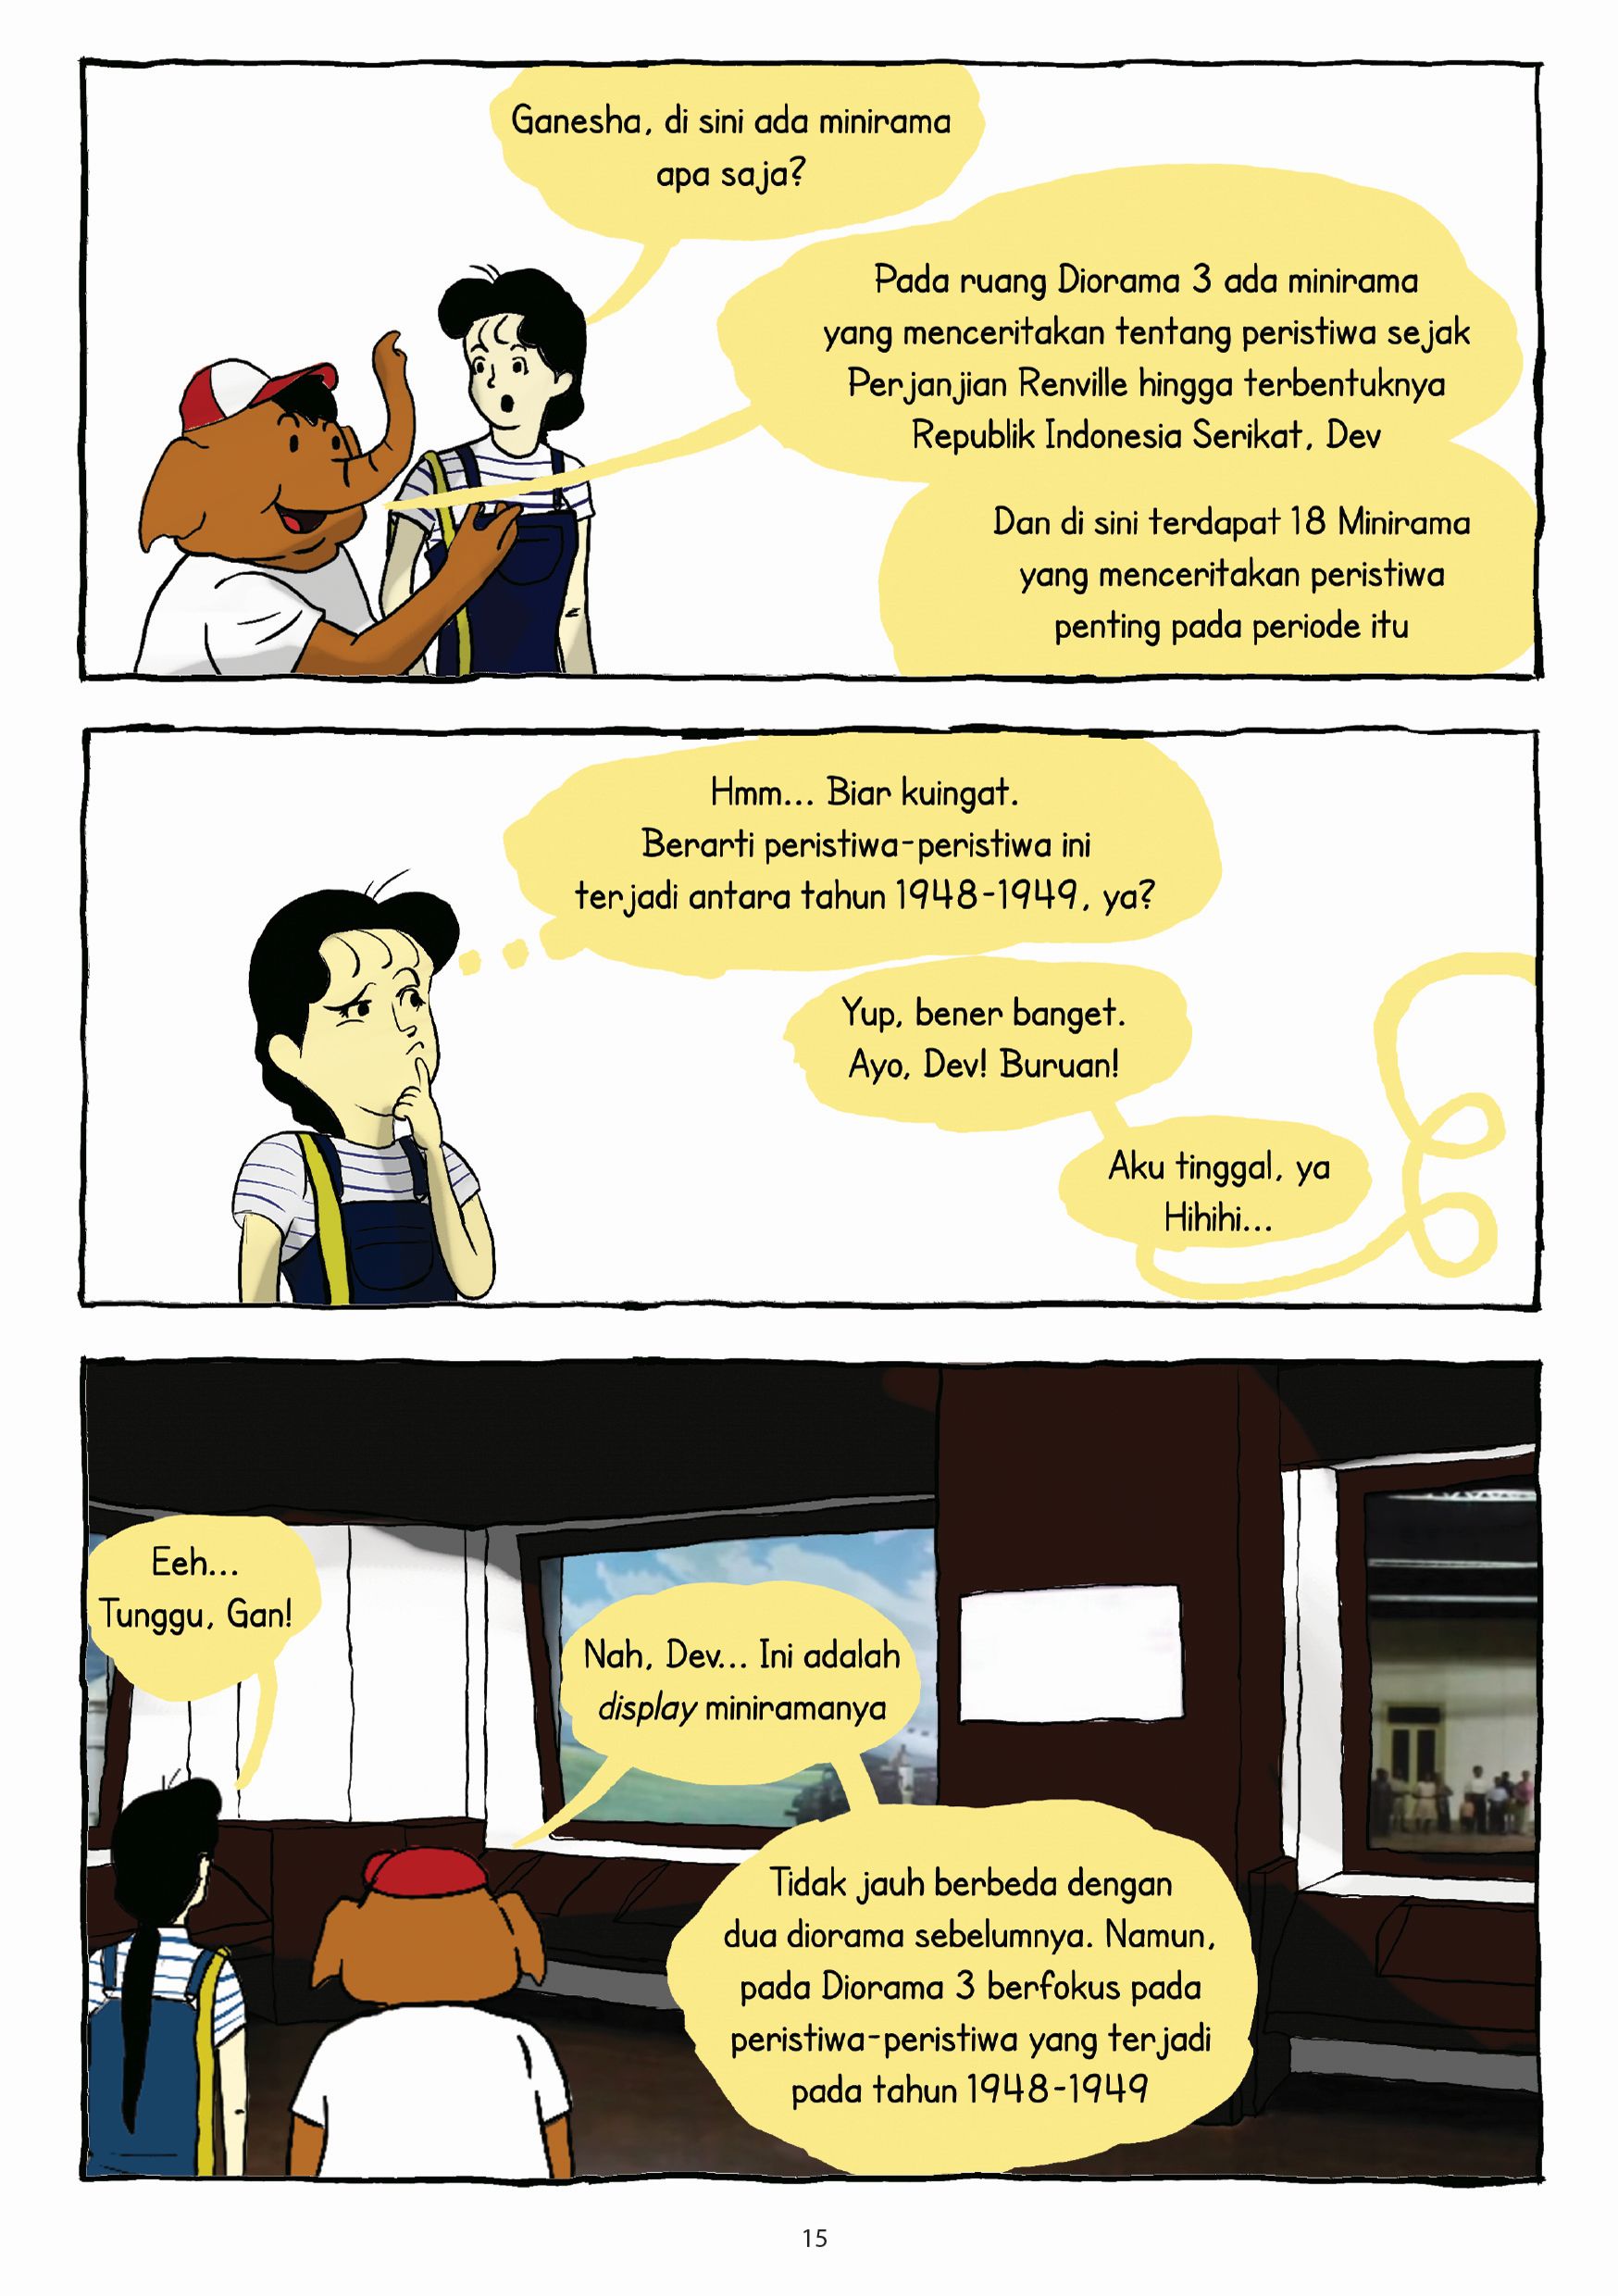 Ganesha, di sini ada minirama
apa saja?
Pada ruang Diorama 3 ada minirama
yang menceritakan tentang peristiwa sejak
Perjanjian Renville hingga terbentuknya
Republik Indonesia Serikat, Dev
Dan di sini terdapat 18 Minirama
yang menceritakan peristiwa
penting pada periode itu
Hmm... Biar kuingat.
Berarti peristiwa-peristiwa ini
terjadi antara tahun 1948-1949, ya?
Yup, bener banget.
Ayo, Dev! Buruan!
Aku tinggal, ya
Hihihi...
Eeh...
Tunggu, Gan!
Nah, Dev... Ini adalah
display miniramanya
Tidak jauh berbeda dengan
dua diorama sebelumnya. Namun,
pada Diorama 3 berfokus pada
peristiwa-peristiwa yang terjadi
pada tahun 1948-1949
15